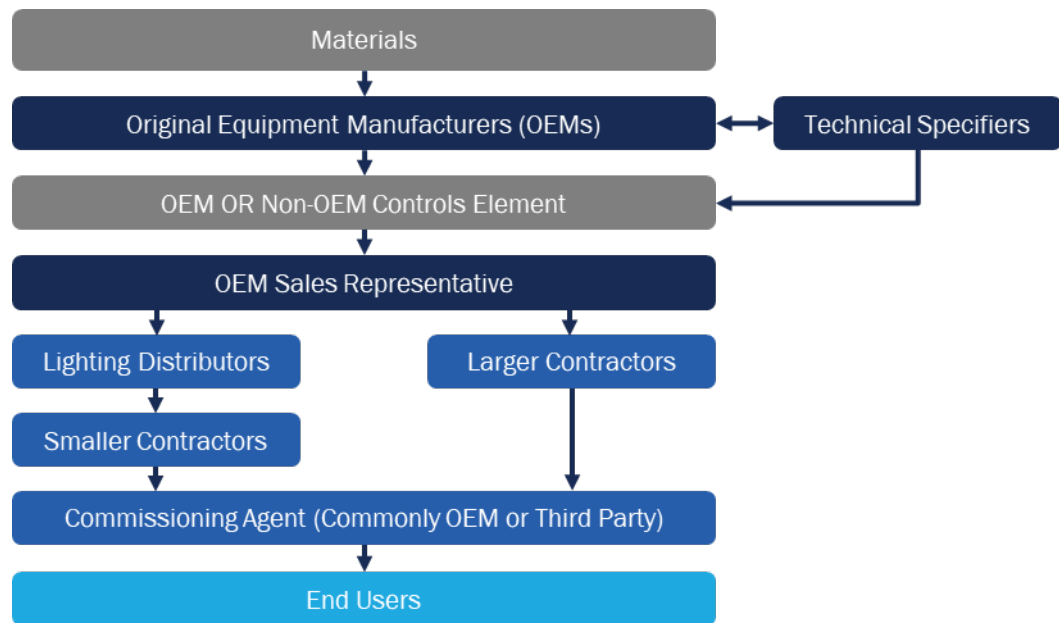 Materials
Original Equipment Manufacturers (OEMs)
Technical Specifiers
OEM OR Non-OEM Controls Element
OEM Sales Representative
Lighting Distributors
Larger Contractors
Smaller Contractors
Commissioning Agent (Commonly OEM or Third Party)
End Users